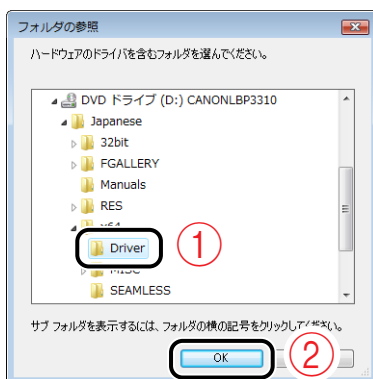 フォルダの参照
ハードウェアのドライバを含むフォルダを選んでください。
DVD ドライブ (D:) CANONLBP3310
Japanese
32bit
FGALLERY
Manuals
RES
x64
Driver
①
MISC
SEAMLESS
サブ フォルダを表示するには、フォルダの横の記号をクリックしてください。
OK
②